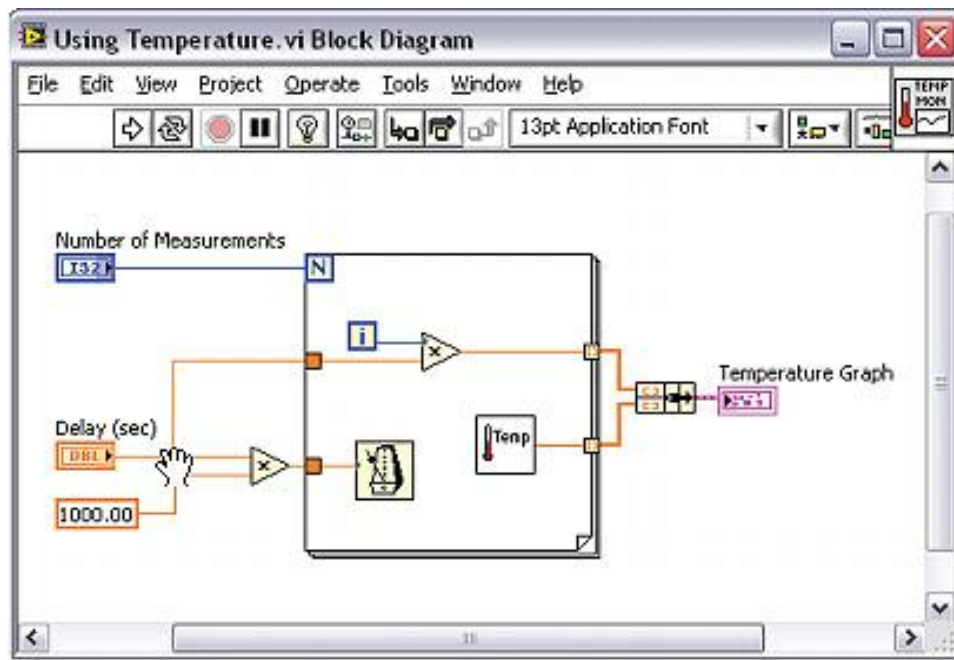 Using Temperature.vi Block Diagram
File Edit View Project Operate Tools Window Help
TEMP
MON
13pt Application Font
Number of Measurements
I32
N
i
×
Temperature Graph
Delay (sec)
DBL
×
Temp
1000.00